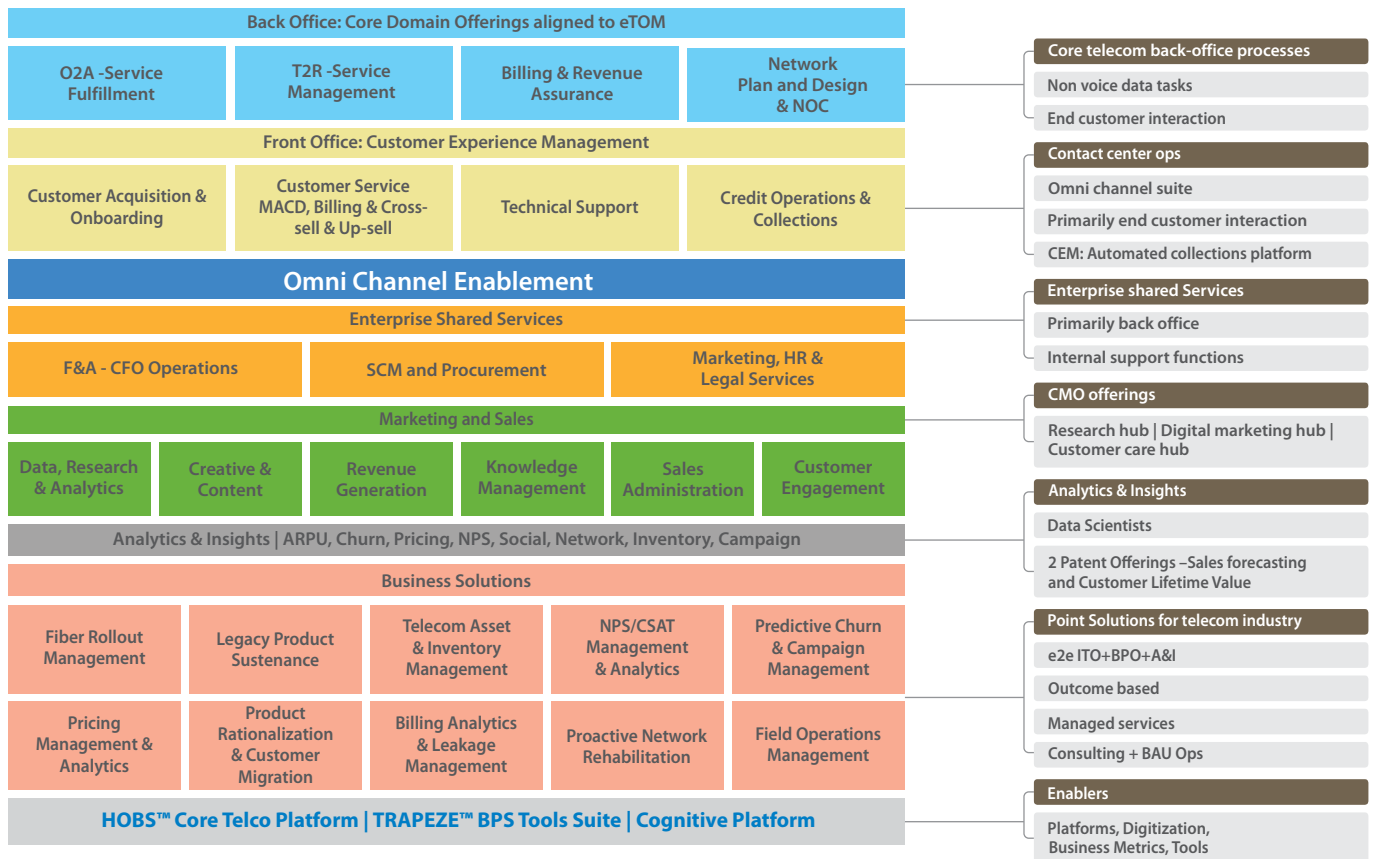 Back Office: Core Domain Offerings aligned to eTOM
O2A -Service
Fulfillment
T2R -Service
Management
Billing & Revenue
Assurance
Network
Plan and Design
& NOC
Front Office: Customer Experience Management
Customer Acquisition &
Onboarding
Customer Service
MACD, Billing & Cross-
sell & Up-sell
Technical Support
Credit Operations &
Collections
Omni Channel Enablement
Enterprise Shared Services
F&A - CFO Operations
SCM and Procurement
Marketing, HR &
Legal Services
Marketing and Sales
Data, Research
& Analytics
Creative &
Content
Revenue
Generation
Knowledge
Management
Sales
Administration
Customer
Engagement
Analytics & Insights | ARPU, Churn, Pricing, NPS, Social, Network, Inventory, Campaign
Business Solutions
Fiber Rollout
Management
Legacy Product
Sustenance
Telecom Asset
& Inventory
Management
NPS/CSAT
Management
& Analytics
Predictive Churn
& Campaign
Management
Pricing
Management &
Analytics
Product
Rationalization
& Customer
Migration
Billing Analytics
& Leakage
Management
Proactive Network
Rehabilitation
Field Operations
Management
HOBS™ Core Telco Platform | TRAPEZE™ BPS Tools Suite | Cognitive Platform
Core telecom back-office processes
Non voice data tasks
End customer interaction
Contact center ops
Omni channel suite
Primarily end customer interaction
CEM: Automated collections platform
Enterprise shared Services
Primarily back office
Internal support functions
CMO offerings
Research hub | Digital marketing hub |
Customer care hub
Analytics & Insights
Data Scientists
2 Patent Offerings –Sales forecasting
and Customer Lifetime Value
Point Solutions for telecom industry
e2e ITO+BPO+A&I
Outcome based
Managed services
Consulting + BAU Ops
Enablers
Platforms, Digitization,
Business Metrics, Tools